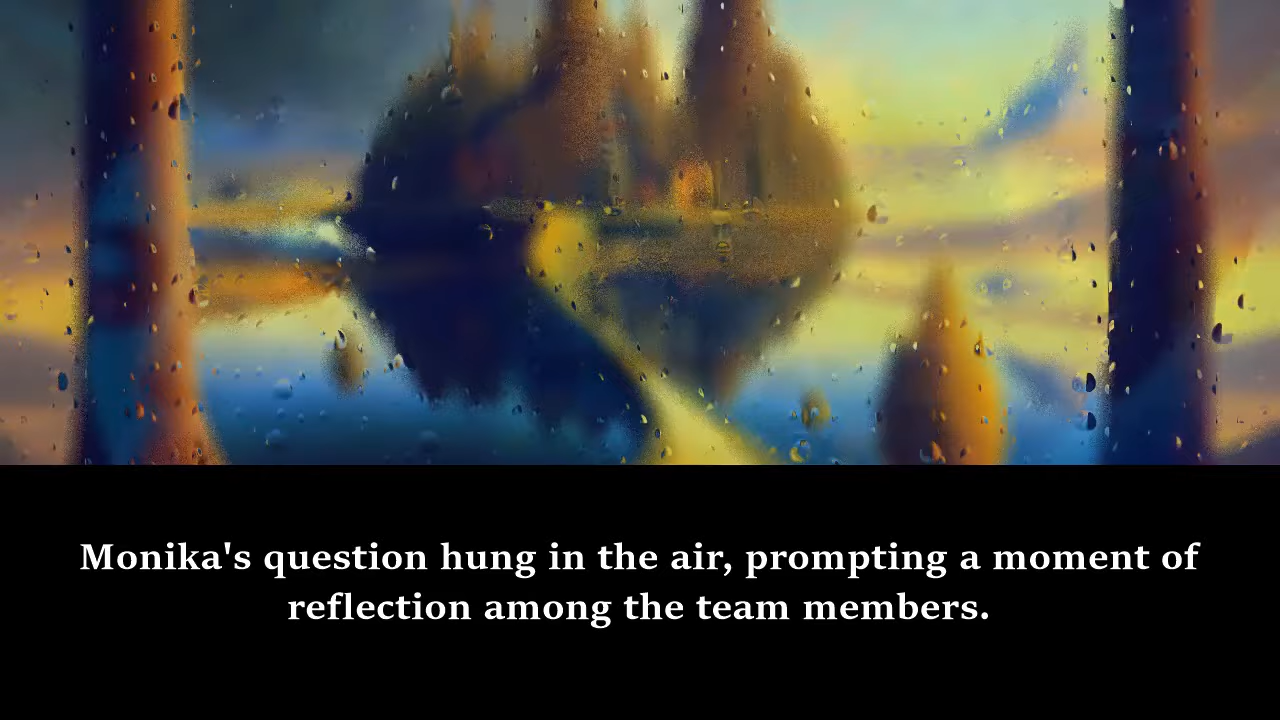 Monika's question hung in the air, prompting a moment of
reflection among the team members.